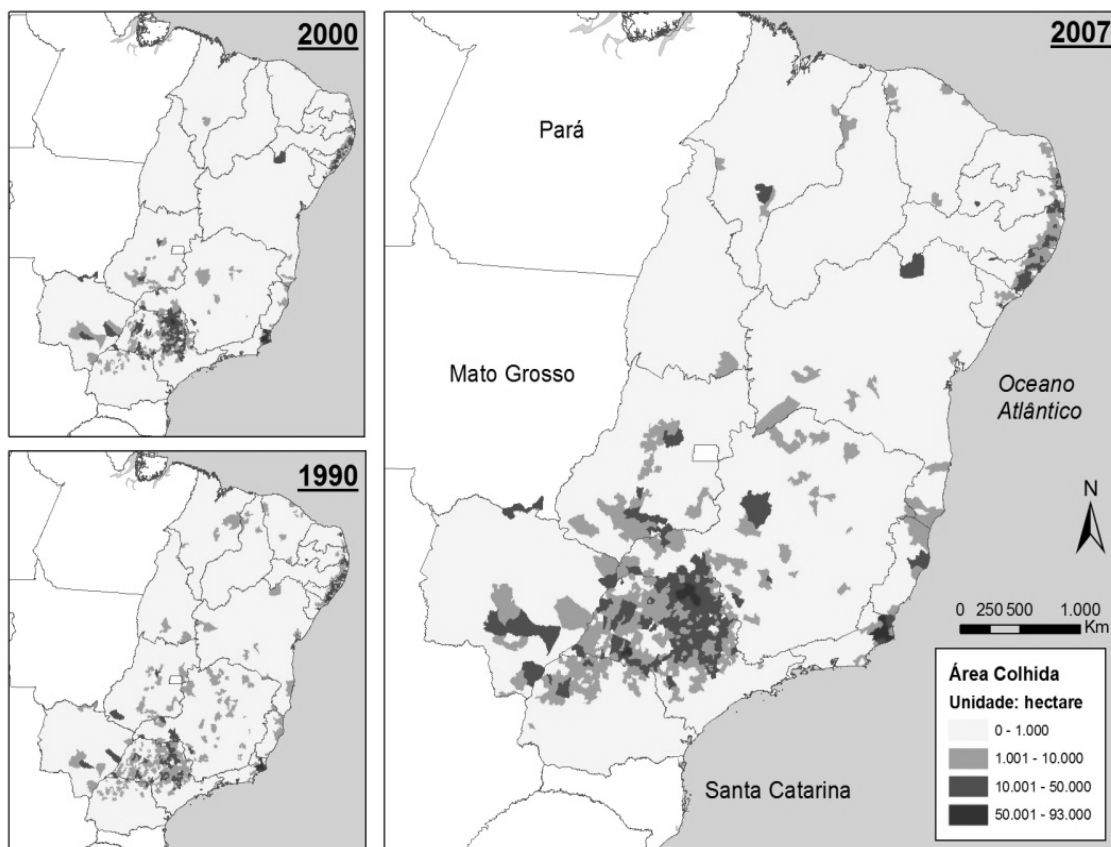 2000
1990
2007
Pará
Mato Grosso
Oceano
Atlântico
Santa Catarina
N
0 250 500 1.000
Km
Área Colhida
Unidade: hectare
0 - 1.000
1.001 - 10.000
10.001 - 50.000
50.001 - 93.000